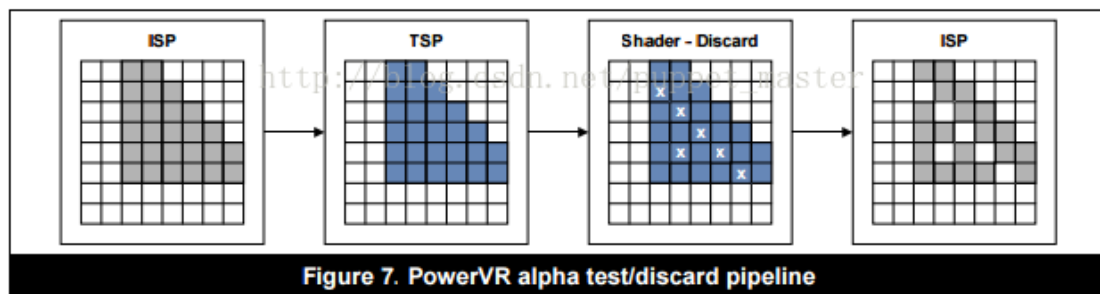 ISP
TSP
Shader - Discard
ISP
http://blog.csdn.net/puppet_master
x
x
x
x x
x
Figure 7. PowerVR alpha test/discard pipeline